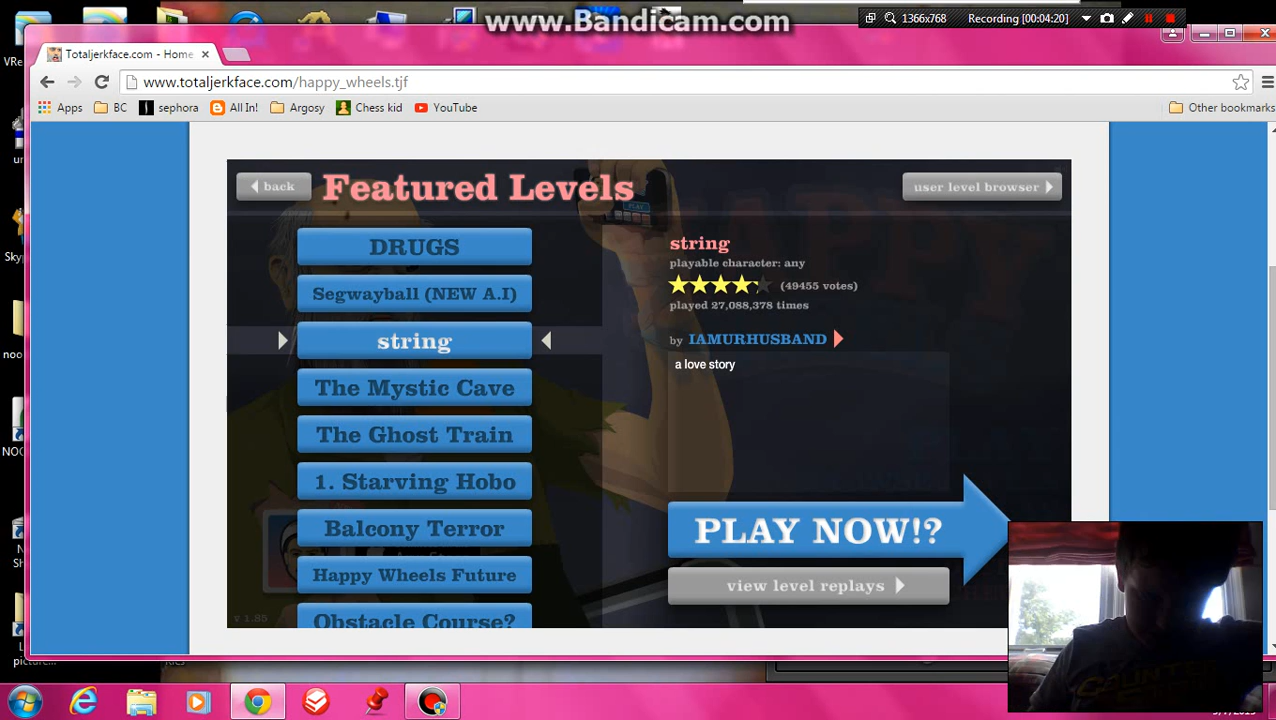 www.Bandicam.com
1366x768
Recording [00:04:20]
Totaljerkface.com - Home
www.totaljerkface.com/happy_wheels.tjf
Apps
BC
sephora
All In!
Argosy
Chess kid
YouTube
Other bookmarks
back
Featured Levels
user level browser
DRUGS
Segwayball (NEW A.I)
string
The Mystic Cave
The Ghost Train
1. Starving Hobo
Balcony Terror
Happy Wheels Future
Obstacle Course?
string
playable character: any
(49455 votes)
played 27,088,378 times
by IAMURHUSBAND
a love story
PLAY NOW!?
view level replays
v 1.85